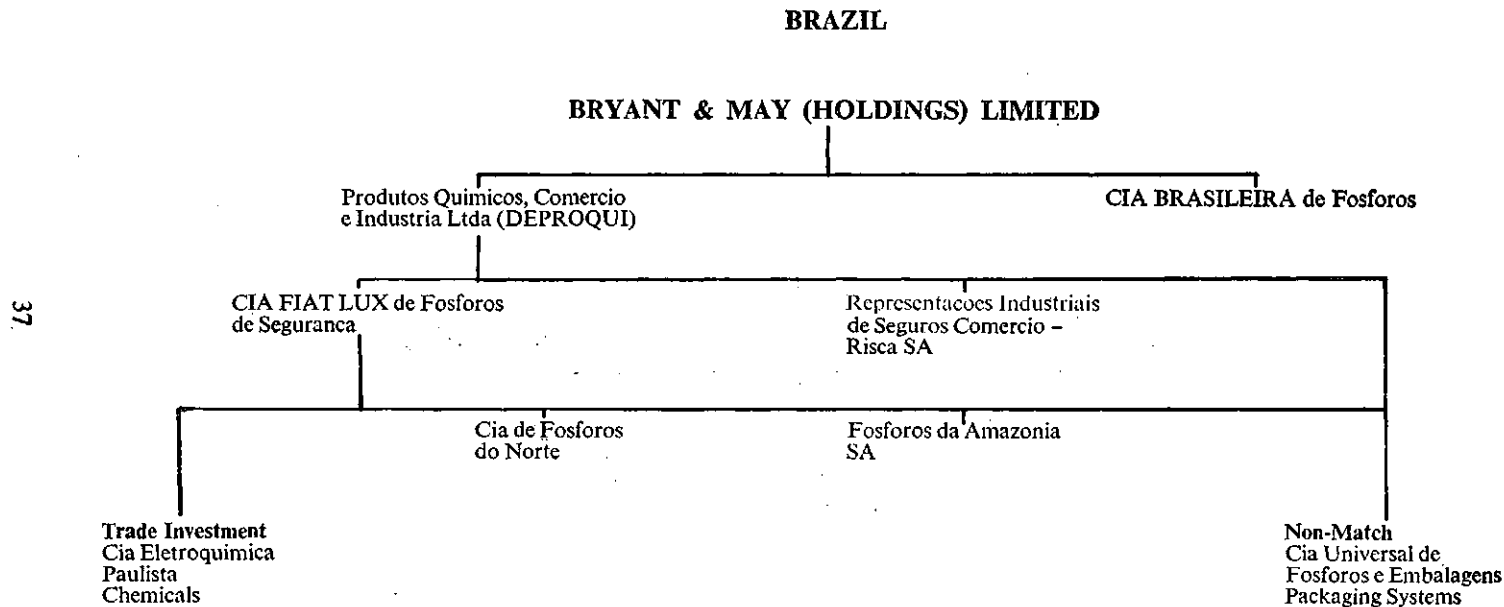 BRAZIL
BRYANT & MAY (HOLDINGS) LIMITED
Produtos Quimicos, Comercio
e Industria Ltda (DEPROQUI)
CIA BRASILEIRA de Fosforos
CIA FIAT LUX de Fosforos
de Seguranca
Representacoes Industriais
de Seguros Comercio –
Risca SA
37
Cia de Fosforos
do Norte
Fosforos da Amazonia
SA
Trade Investment
Cia Eletroquimica
Paulista
Chemicals
Non-Match
Cia Universal de
Fosforos e Embalagens
Packaging Systems